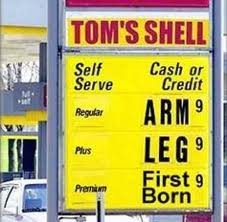 TOM'S SHELL
Self Cash or
Serve Credit
Regular ARM 9
Plus LEG 9
Premium First 9
Born